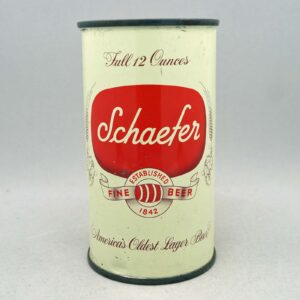 Full 12 Ounces
Schaefer
ESTABLISHED
FINE BEER
1842
America's Oldest Lager Beer